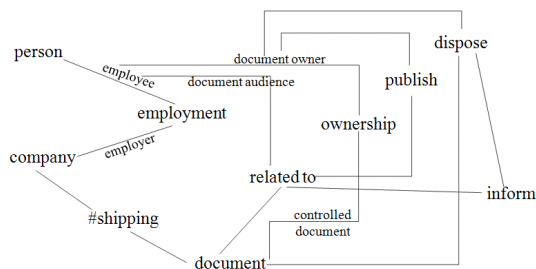 dispose
person
document owner
employee
document audience
publish
employment
ownership
employer
company
related to
inform
#shipping
controlled
document
document